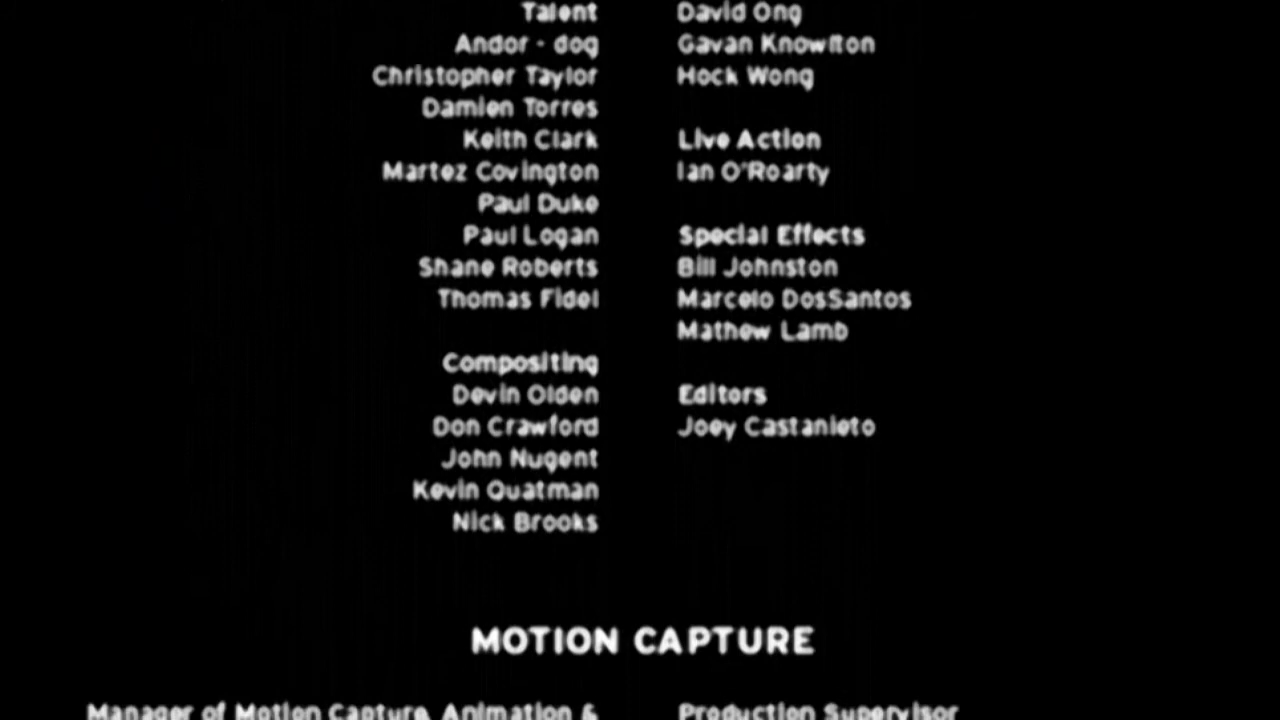 Talent
Andor - dog
Christopher Taylor
Damien Torres
Keith Clark
Martez Covington
Paul Duke
Paul Logan
Shane Roberts
Thomas Fidel
Compositing
Devin Olden
Don Crawford
John Nugent
Kevin Quatman
Nick Brooks
David Ong
Gavan Knowlton
Hock Wong
Live Action
Ian O'Roarty
Special Effects
Bill Johnston
Marcelo DosSantos
Mathew Lamb
Editors
Joey Castanieto
MOTION CAPTURE
Manager of Motion Capture, Animation &
Production Supervisor